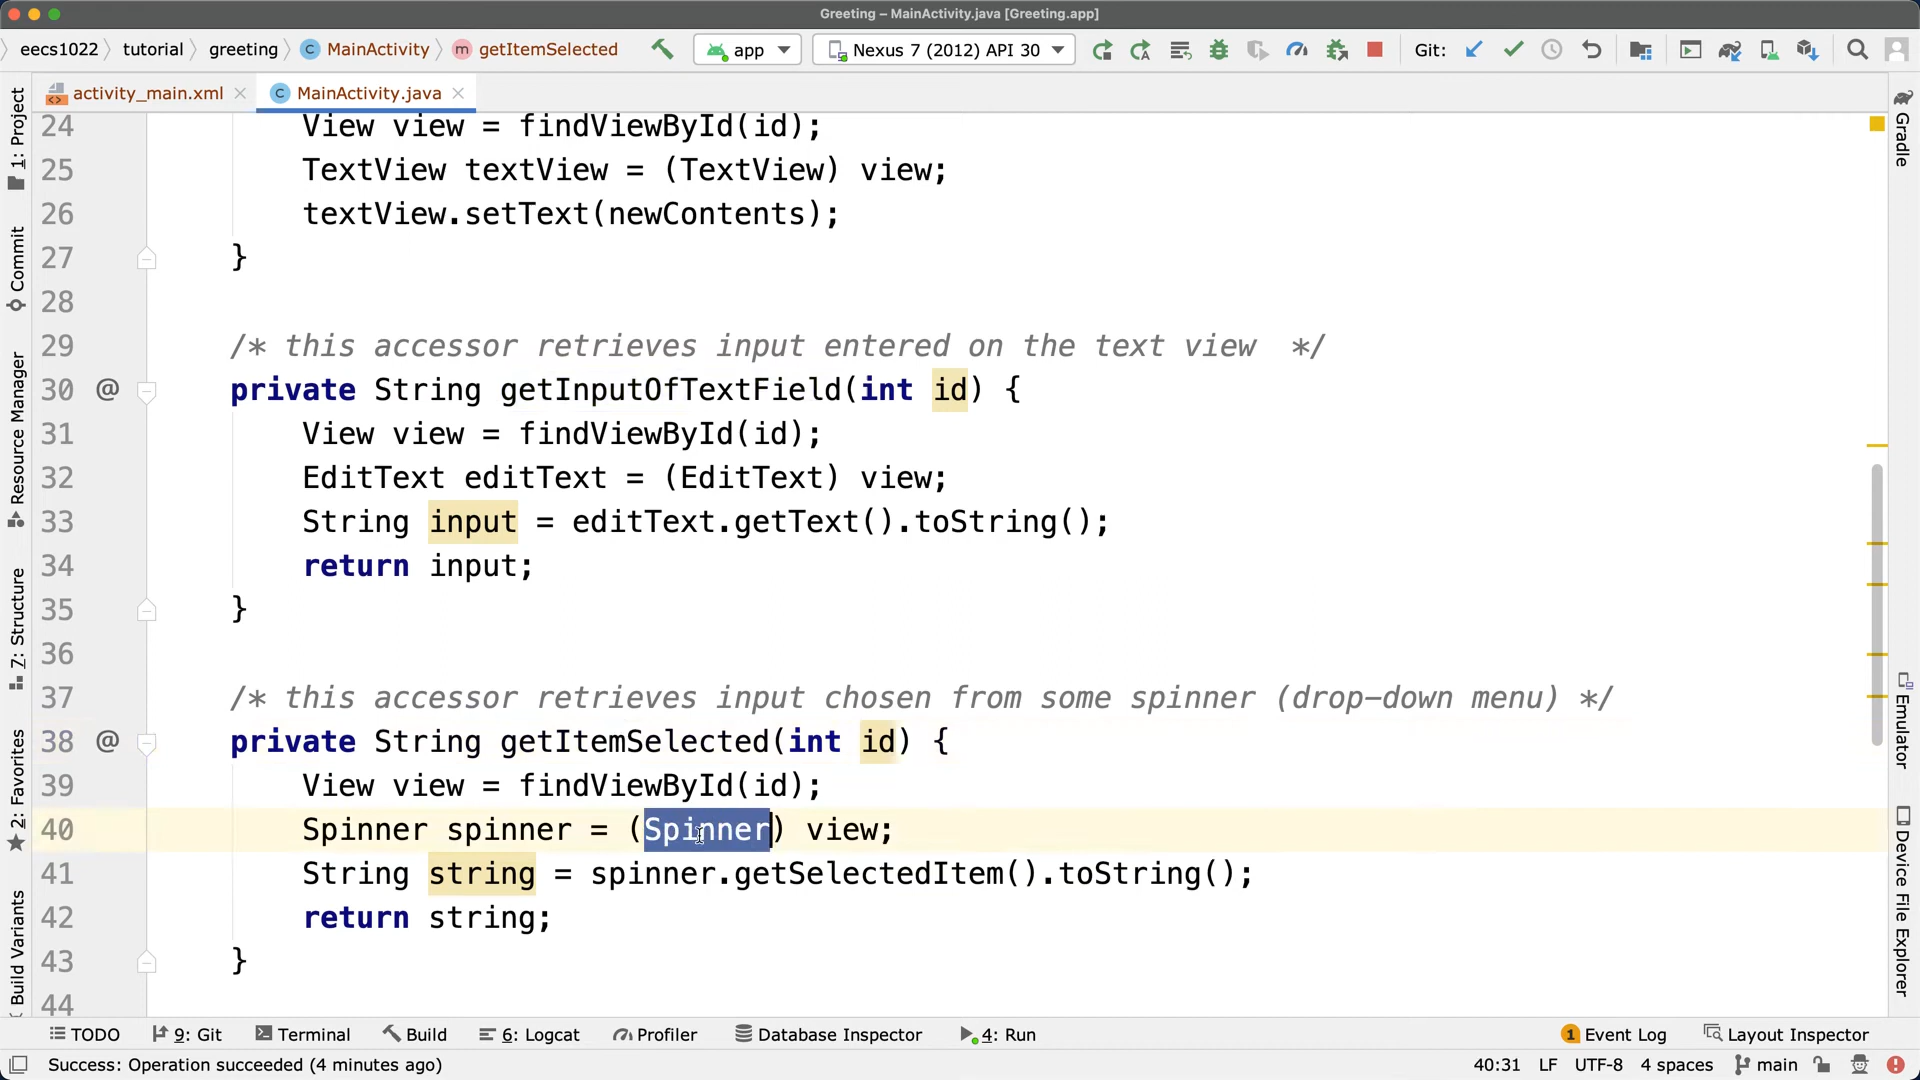 Greeting – MainActivity.java [Greeting.app]
eecs1022 tutorial greeting C MainActivity m getItemSelected app Nexus 7 (2012) API 30 Git:
activity_main.xml C MainActivity.java
24 View view = findViewById(id);
25 TextView textView = (TextView) view;
26 textView.setText(newContents);
27 }
28
29 /* this accessor retrieves input entered on the text view */
30 @ private String getInputOfTextField(int id) {
31 View view = findViewById(id);
32 EditText editText = (EditText) view;
33 String input = editText.getText().toString();
34 return input;
35 }
36
37 /* this accessor retrieves input chosen from some spinner (drop-down menu) */
38 @ private String getItemSelected(int id) {
39 View view = findViewById(id);
40 Spinner spinner = (Spinner) view;
41 String string = spinner.getSelectedItem().toString();
42 return string;
43 }
44
1: Project
Commit
Resource Manager
7: Structure
2: Favorites
Build Variants
Gradle
Emulator
Device File Explorer
TODO 9: Git Terminal Build 6: Logcat Profiler Database Inspector 4: Run 1 Event Log Layout Inspector
Success: Operation succeeded (4 minutes ago) 40:31 LF UTF-8 4 spaces main